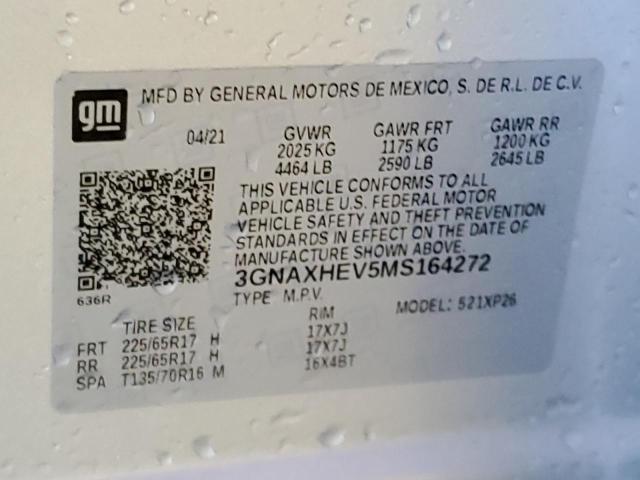 gm
MFD BY GENERAL MOTORS DE MEXICO, S. DE R.L. DE C.V.
04/21 GVWR GAWR FRT GAWR RR
2025 KG 1175 KG 1200 KG
4464 LB 2590 LB 2645 LB
THIS VEHICLE CONFORMS TO ALL
APPLICABLE U.S. FEDERAL MOTOR
VEHICLE SAFETY AND THEFT PREVENTION
STANDARDS IN EFFECT ON THE DATE OF
MANUFACTURE SHOWN ABOVE.
3GNAXHEV5MS164272
636R
TYPE M.P.V. MODEL: 521XP26
TIRE SIZE RIM
FRT 225/65R17 H 17X7J
RR 225/65R17 H 17X7J
SPA T135/70R16 M 16X4BT